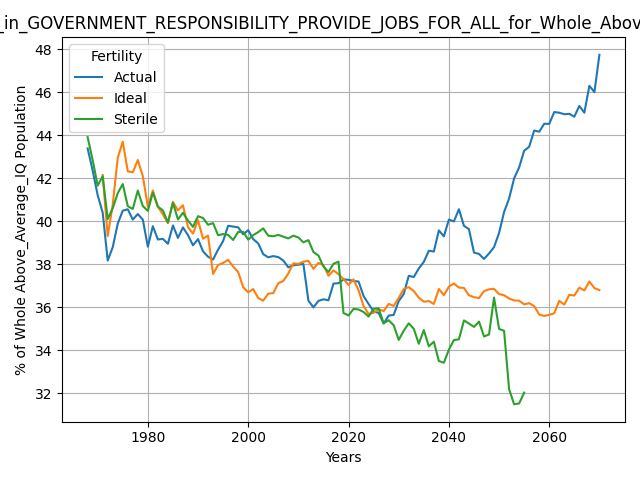 _in_GOVERNMENT_RESPONSIBILITY_PROVIDE_JOBS_FOR_ALL_for_Whole_Abov
Fertility
Actual
Ideal
Sterile
% of Whole Above_Average_IQ Population
48
46
44
42
40
38
36
34
32
1980 2000 2020 2040 2060
Years